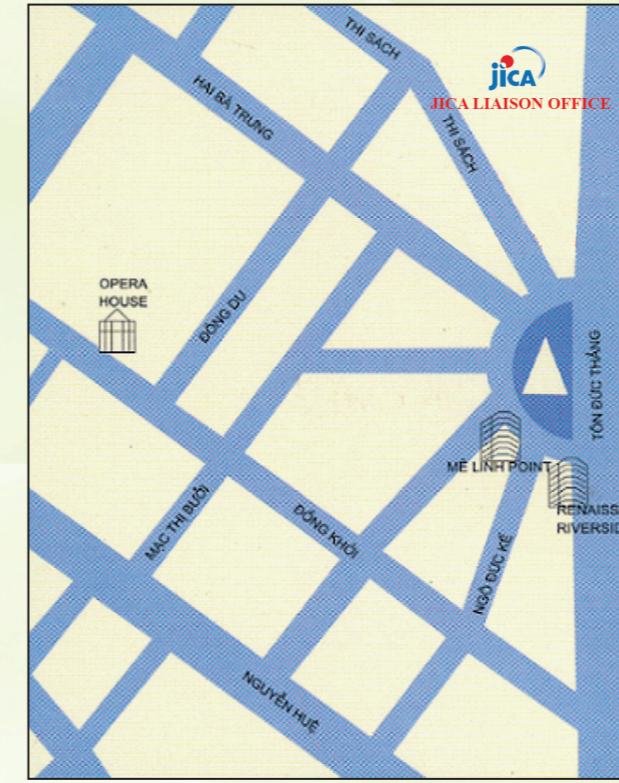 THI SÁCH
JICA
JICA LIAISON OFFICE
HAI BÀ TRƯNG
THI SÁCH
OPERA
HOUSE
ĐÔNG DU
TÔN ĐỨC THẮNG
MÊ LINH POINT
RENAISS
RIVERSID
MẠC THỊ BƯỞI
ĐỒNG KHỞI
NGÔ ĐỨC KẾ
NGUYỄN HUỆ